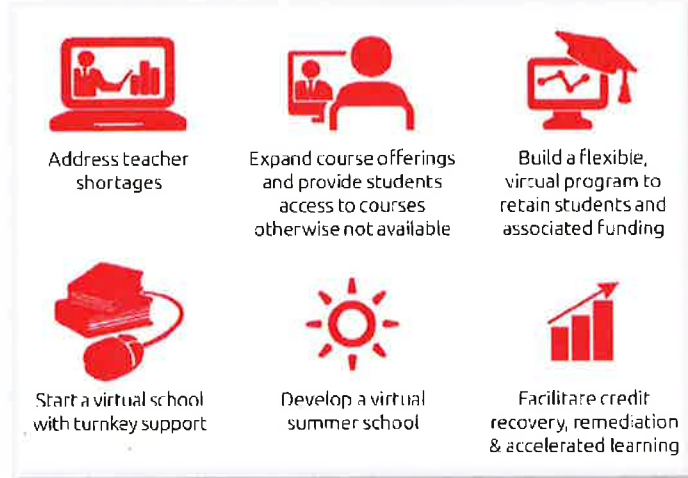 Address teacher
shortages
Expand course offerings
and provide students
access to courses
otherwise not available
Build a flexible,
virtual program to
retain students and
associated funding
Start a virtual school
with turnkey support
Develop a virtual
summer school
Facilitate credit
recovery, remediation
& accelerated learning